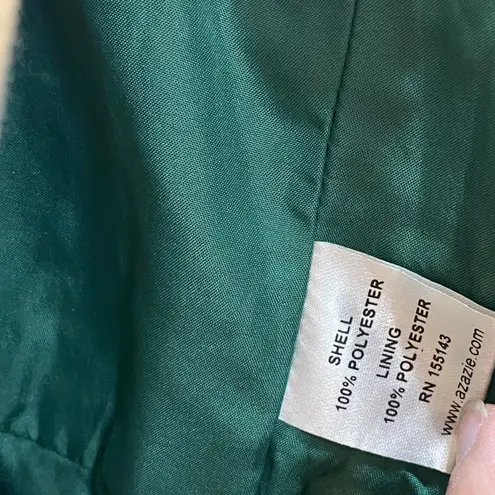 SHELL
100% POLYESTER
LINING
100% POLYESTER
RN 155143
www.azazie.com